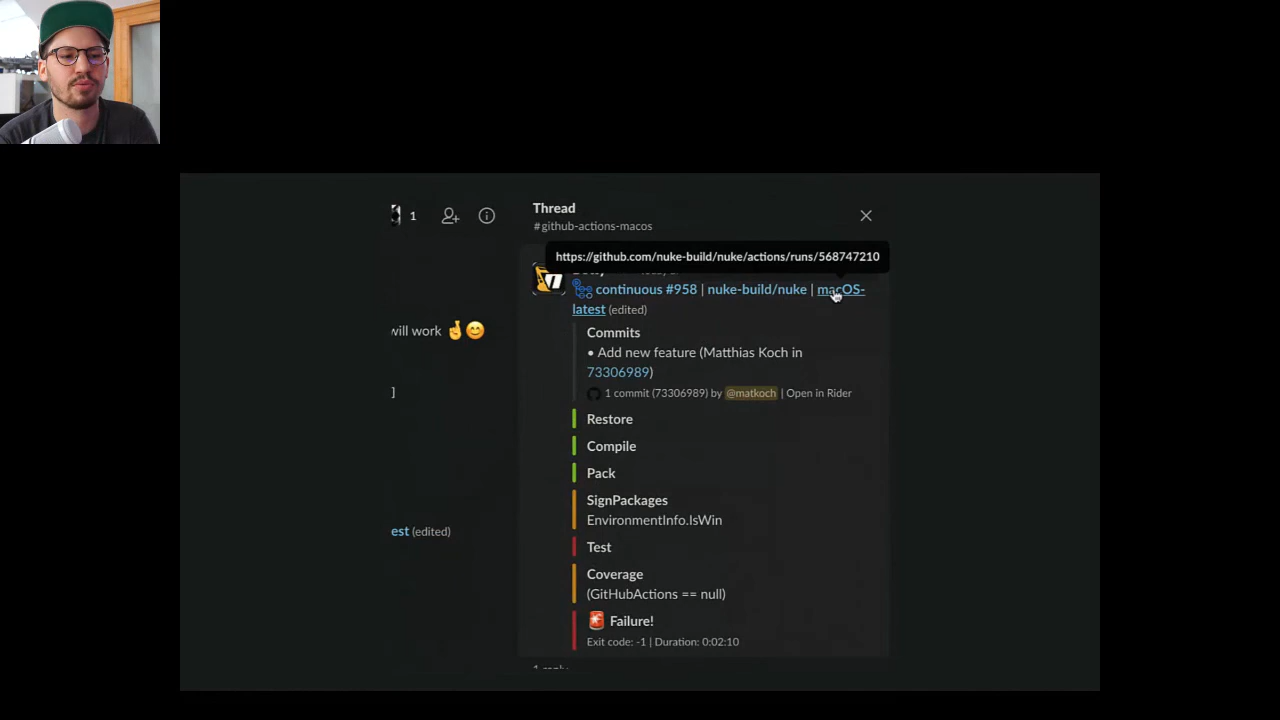 1
Thread
#github-actions-macos
https://github.com/nuke-build/nuke/actions/runs/568747210
continuous #958 | nuke-build/nuke | macOS-
latest (edited)
Commits
• Add new feature (Matthias Koch in
73306989)
1 commit (73306989) by @matkoch | Open in Rider
will work 🤞😊
]
Restore
Compile
Pack
SignPackages
EnvironmentInfo.IsWin
est (edited)
Test
Coverage
(GitHubActions == null)
Failure!
Exit code: -1 | Duration: 0:02:10
1 reply